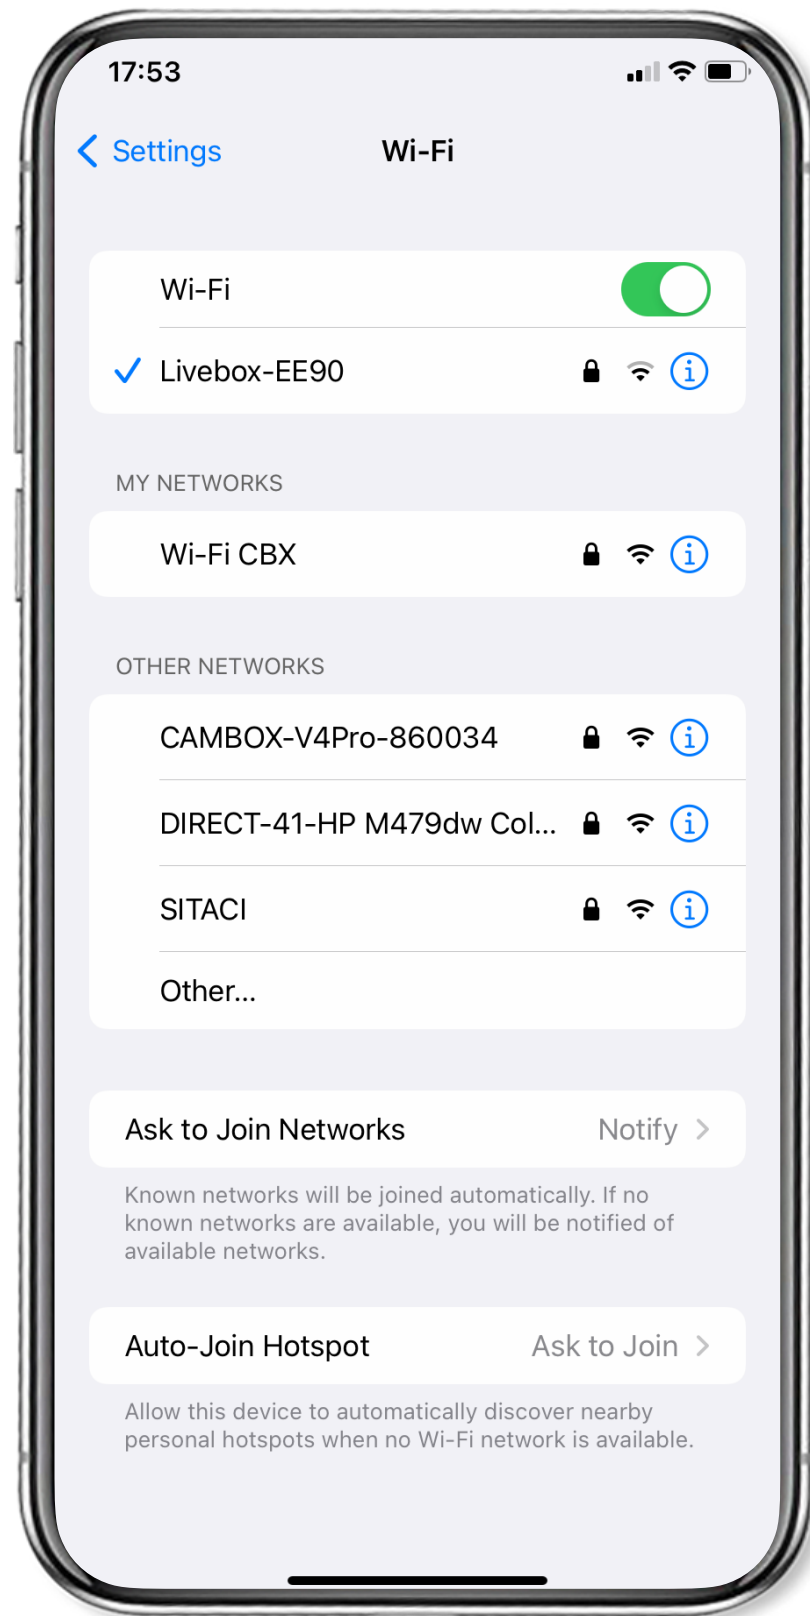 17:53
Settings
Wi-Fi
Wi-Fi
Livebox-EE90
MY NETWORKS
Wi-Fi CBX
OTHER NETWORKS
CAMBOX-V4Pro-860034
DIRECT-41-HP M479dw Col...
SITACI
Other...
Ask to Join Networks
Notify
Known networks will be joined automatically. If no
known networks are available, you will be notified of
available networks.
Auto-Join Hotspot
Ask to Join
Allow this device to automatically discover nearby
personal hotspots when no Wi-Fi network is available.